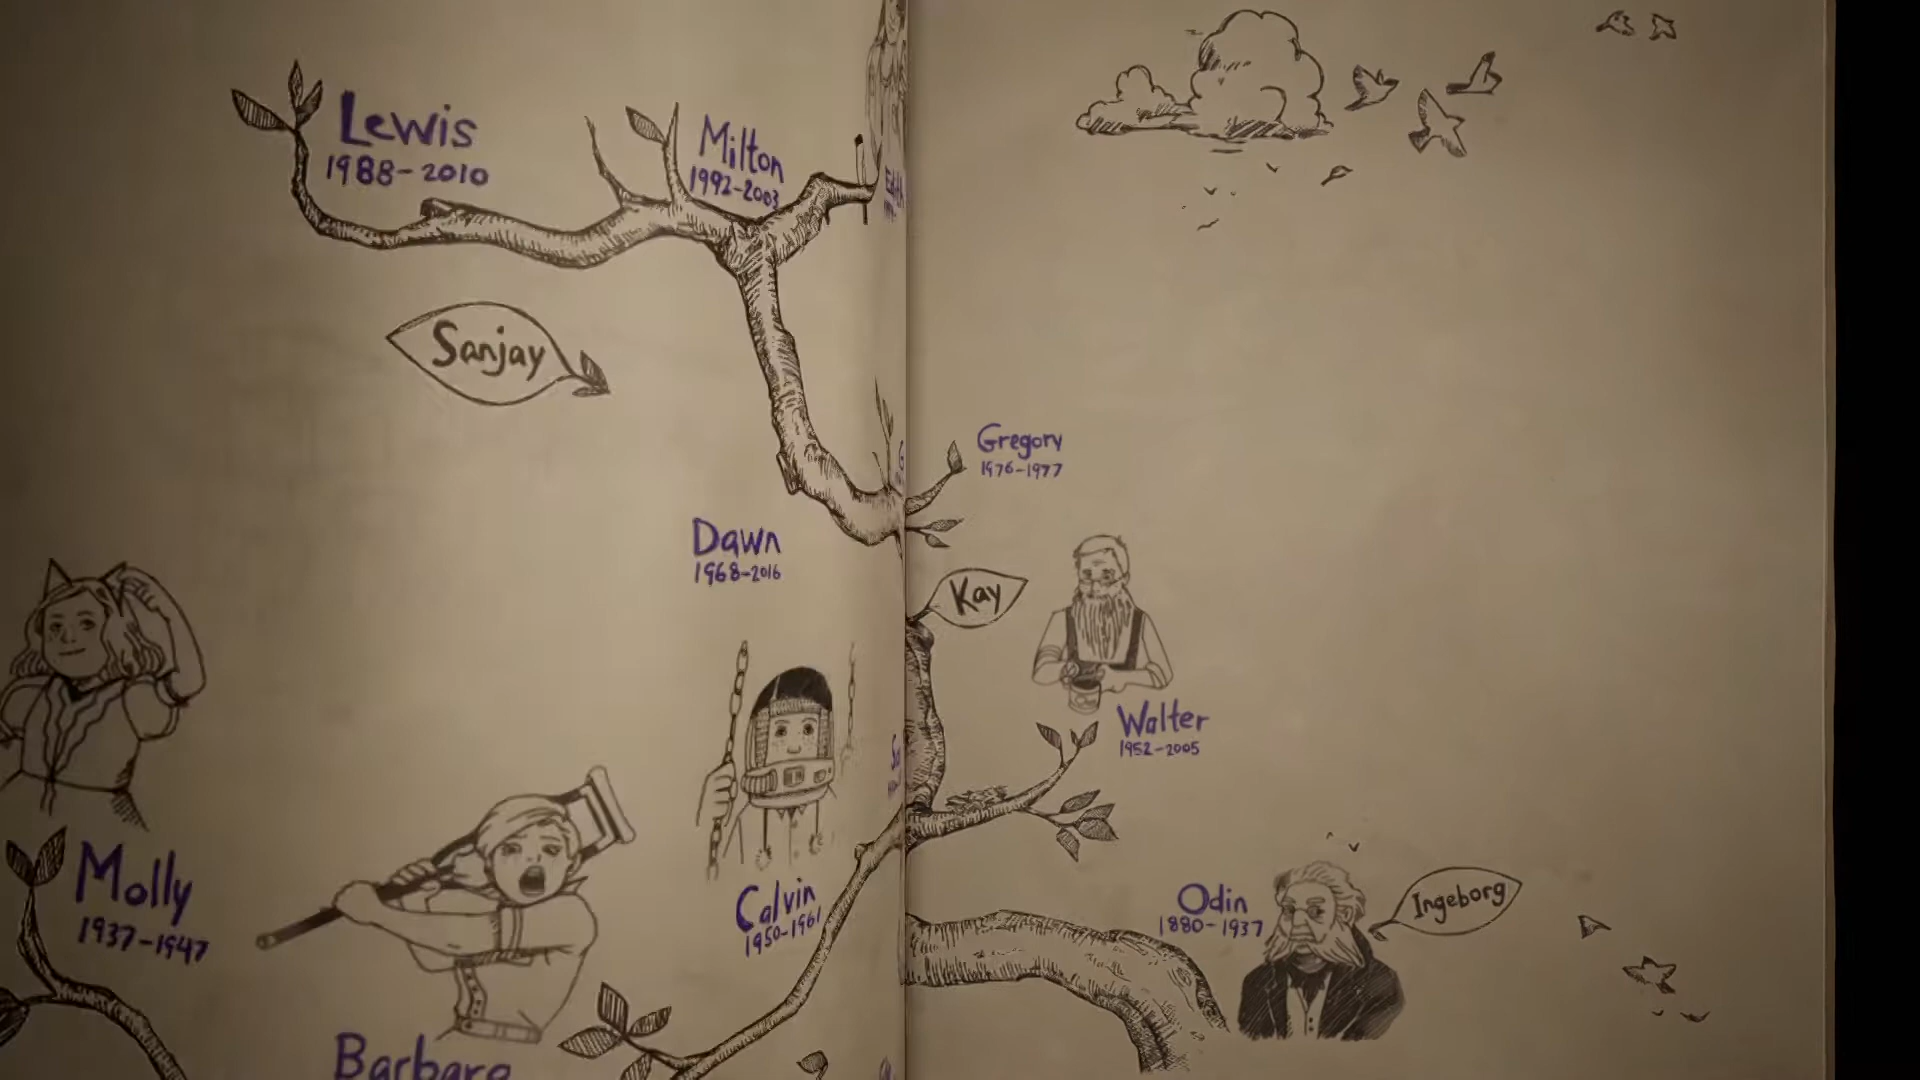 Lewis
1988-2010
Milton
1992-2003
Sanjay
Gregory
1976-1977
Dawn
1968-2016
Kay
Walter
1952-2005
Molly
1937-1947
Calvin
1950-1961
Odin
1880-1937
Ingeborg
Barbara